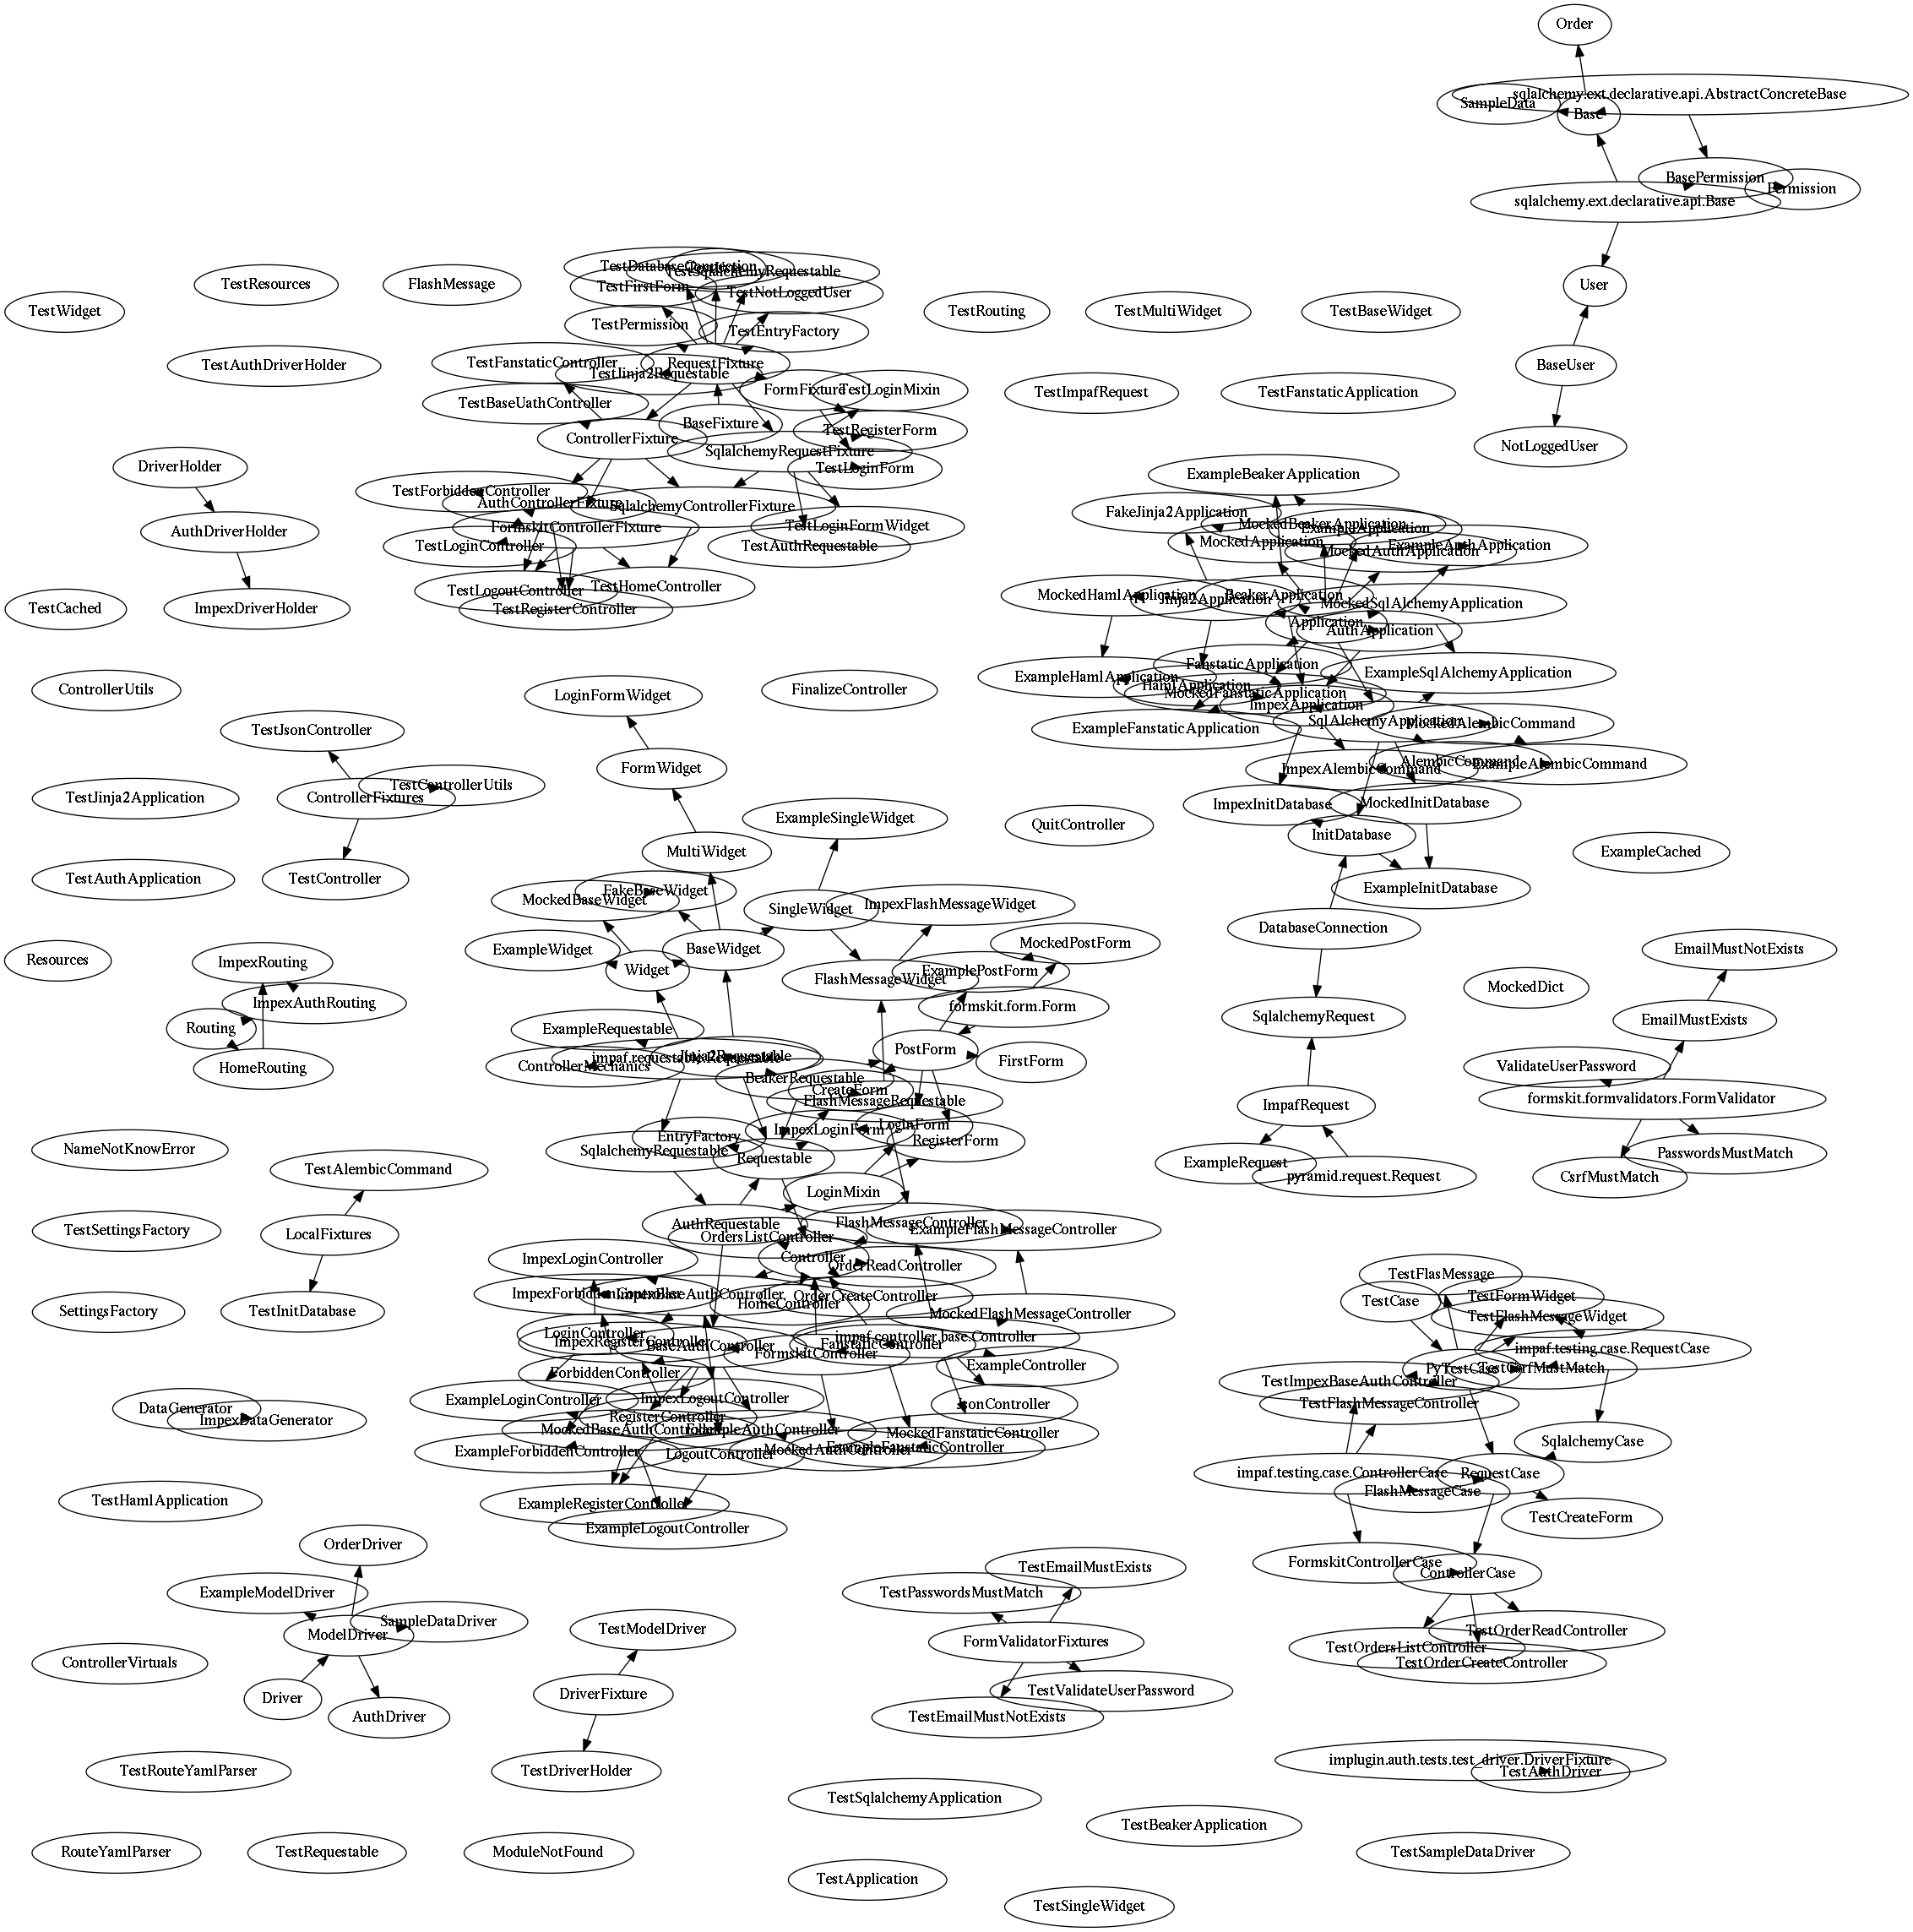 Order
sqlalchemy.ext.declarative.api.AbstractConcreteBase
SampleData
Base
BasePermission
Permission
sqlalchemy.ext.declarative.api.Base
TestDatabaseConnection
TestSqlalchemyRequestable
TestResources
FlashMessage
TestFirstForm
TestNotLoggedUser
User
TestWidget
TestPermission
TestEntryFactory
TestRouting
TestMultiWidget
TestBaseWidget
TestAuthDriverHolder
TestFanstaticController
RequestFixture
TestJinja2Requestable
BaseUser
FormFixture
TestLoginMixin
TestImpafRequest
TestFanstaticApplication
TestBaseUathController
BaseFixture
TestRegisterForm
ControllerFixture
NotLoggedUser
SqlalchemyRequestFixture
DriverHolder
TestLoginForm
ExampleBeakerApplication
TestForbiddenController
AuthControllerFixture
SqlalchemyControllerFixture
FakeJinja2Application
AuthDriverHolder
FormskitControllerFixture
TestLoginFormWidget
MockedBeakerApplication
ExampleApplication
TestLoginController
TestAuthRequestable
MockedApplication
MockedAuthApplication
ExampleAuthApplication
TestLogoutController
TestHomeController
MockedHamlApplication
Jinja2Application
BeakerApplication
MockedSqlAlchemyApplication
TestCached
ImpexDriverHolder
TestRegisterController
Application
AuthApplication
FanstaticApplication
ExampleHamlApplication
HamlApplication
ExampleSqlAlchemyApplication
ControllerUtils
LoginFormWidget
FinalizeController
MockedFanstaticApplication
ImpexApplication
TestJsonController
ExampleFanstaticApplication
SqlAlchemyApplication
MockedAlembicCommand
FormWidget
ImpexAlembicCommand
AlembicCommand
ExampleAlembicCommand
TestControllerUtils
TestJinja2Application
ControllerFixtures
ImpexInitDatabase
MockedInitDatabase
ExampleSingleWidget
QuitController
InitDatabase
MultiWidget
ExampleCached
TestAuthApplication
TestController
FakeBaseWidget
MockedBaseWidget
ExampleInitDatabase
SingleWidget
ImpexFlashMessageWidget
DatabaseConnection
ExampleWidget
BaseWidget
MockedPostForm
EmailMustNotExists
Resources
ImpexRouting
Widget
FlashMessageWidget
ExamplePostForm
MockedDict
ImpexAuthRouting
formskit.form.Form
Routing
ExampleRequestable
SqlalchemyRequest
EmailMustExists
HomeRouting
impaf.requestable.Requestable
Jinja2Requestable
PostForm
FirstForm
ControllerMechanics
ValidateUserPassword
BeakerRequestable
CreateForm
FlashMessageRequestable
ImpafRequest
formskit.formvalidators.FormValidator
EntryFactory
ImpexLoginForm
LoginForm
RegisterForm
NameNotKnowError
SqlalchemyRequestable
Requestable
PasswordsMustMatch
TestAlembicCommand
ExampleRequest
pyramid.request.Request
CsrfMustMatch
LoginMixin
TestSettingsFactory
LocalFixtures
AuthRequestable
FlashMessageController
ExampleFlashMessageController
OrdersListController
ImpexLoginController
Controller
OrderReadController
TestFlasMessage
ImpexForbiddenController
ImpexBaseAuthController
HomeController
OrderCreateController
TestCase
TestFormWidget
SettingsFactory
TestInitDatabase
MockedFlashMessageController
TestFlashMessageWidget
LoginController
ImpexRegisterController
BaseAuthController
FanstaticController
impaf.controller.base.Controller
FormskitController
impaf.testing.case.RequestCase
ForbiddenController
ExampleController
PyTestCase
TestCsrfMustMatch
TestImpexBaseAuthController
ExampleLoginController
ImpexLogoutController
JsonController
TestFlashMessageController
DataGenerator
ImpexDataGenerator
RegisterController
MockedBaseAuthController
ExampleAuthController
MockedFanstaticController
SqlalchemyCase
ExampleForbiddenController
LogoutController
MockedAuthController
ExampleFanstaticController
impaf.testing.case.ControllerCase
RequestCase
FlashMessageCase
TestHamlApplication
ExampleRegisterController
TestCreateForm
ExampleLogoutController
OrderDriver
FormskitControllerCase
ControllerCase
ExampleModelDriver
TestEmailMustExists
TestPasswordsMustMatch
SampleDataDriver
TestModelDriver
TestOrderReadController
ModelDriver
FormValidatorFixtures
TestOrdersListController
TestOrderCreateController
ControllerVirtuals
Driver
DriverFixture
TestValidateUserPassword
AuthDriver
TestEmailMustNotExists
TestRouteYamlParser
TestDriverHolder
implugin.auth.tests.test_driver.DriverFixture
TestAuthDriver
TestSqlalchemyApplication
TestBeakerApplication
RouteYamlParser
TestRequestable
ModuleNotFound
TestSampleDataDriver
TestApplication
TestSingleWidget